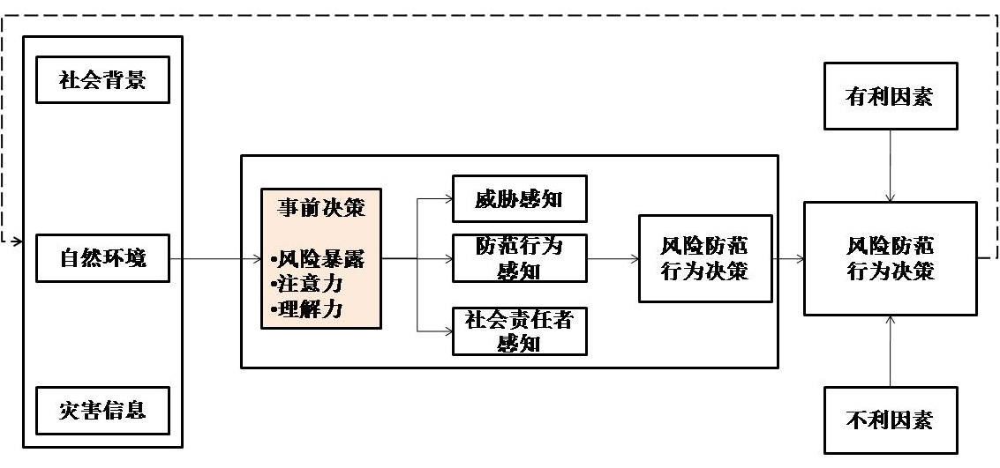 社会背景
自然环境
灾害信息
事前决策
•风险暴露
•注意力
•理解力
威胁感知
防范行为
感知
社会责任者
感知
风险防范
行为决策
有利因素
风险防范
行为决策
不利因素